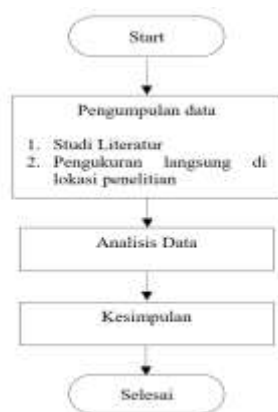 Start
Pengumpulan data
1. Studi Literatur
2. Pengukuran langsung di
lokasi penelitian
Analisis Data
Kesimpulan
Selesai